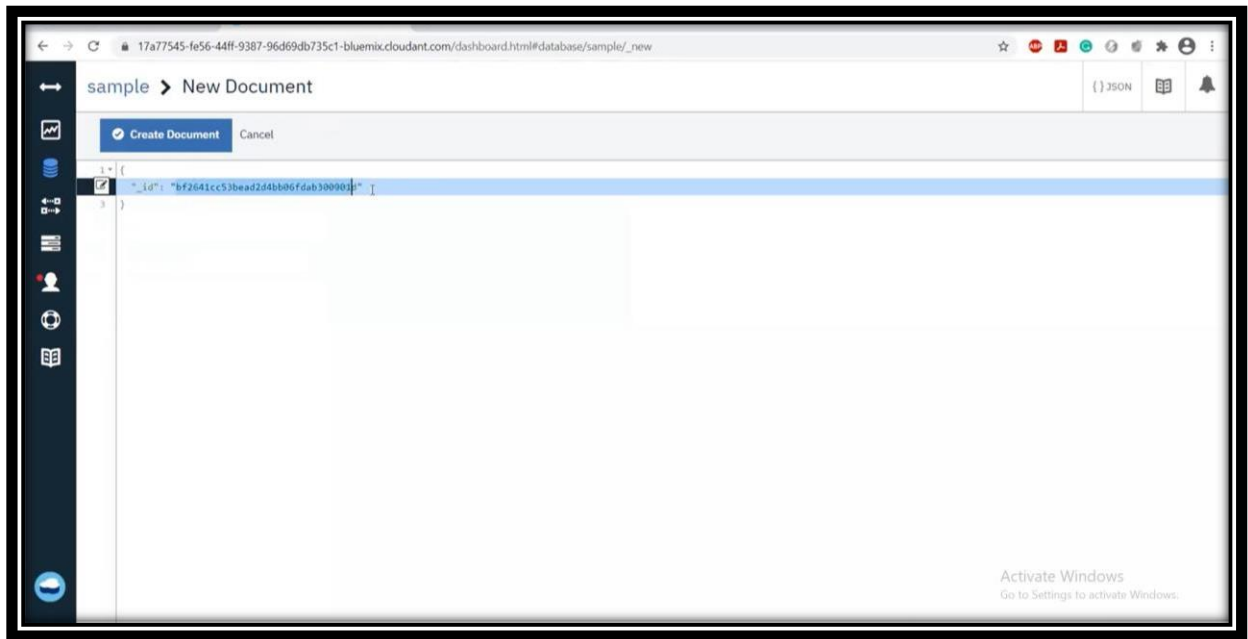 17a77545-fe56-44ff-9387-96d69db735c1-bluemix.cloudant.com/dashboard.html#database/sample/_new
ABP
sample > New Document
{ } JSON
Create Document Cancel
1 {
"_id": "bf2641cc53bead2d4bb06fdab300901d"
3 }
Activate Windows
Go to Settings to activate Windows.